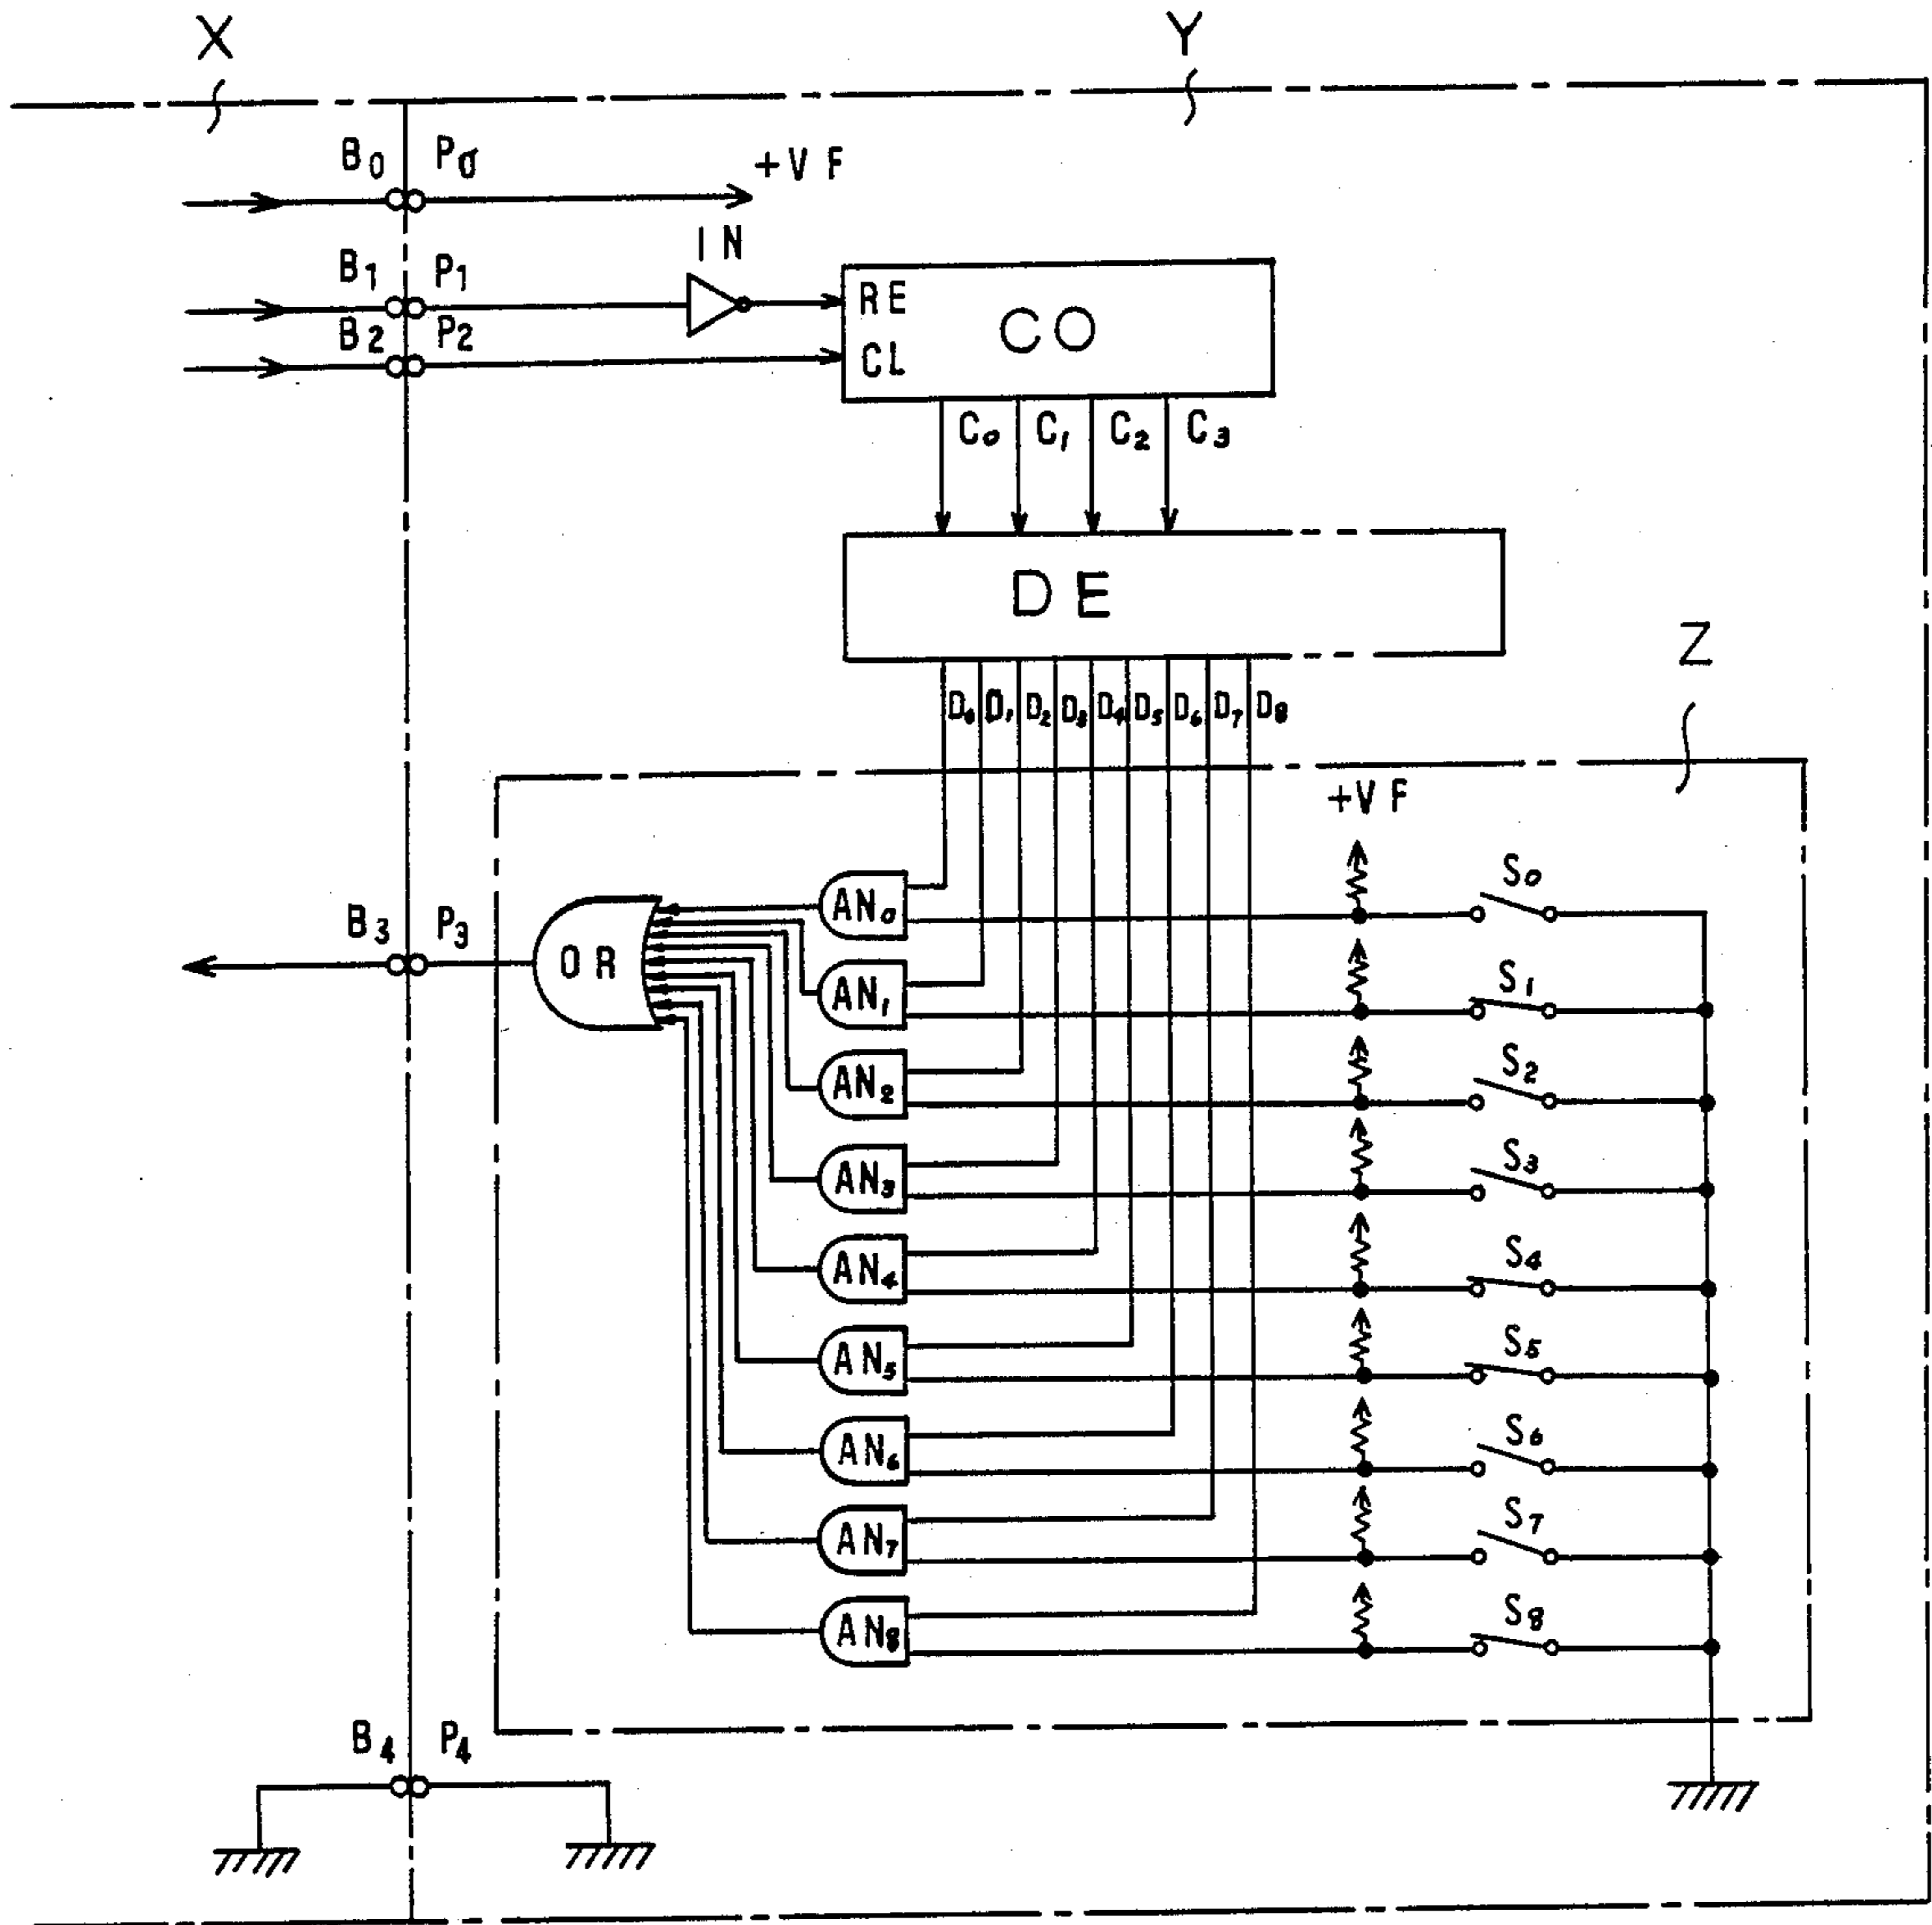 X Y
B₀ P₀ +VF
IN
B₁ P₁
RE
CO
B₂ P₂
CL
C₀ C₁ C₂ C₃
DE
Z
D₀ D₁ D₂ D₃ D₄ D₅ D₆ D₇ D₈
+VF
S₀
AN₀
B₃ P₃
OR
S₁
AN₁
S₂
AN₂
S₃
AN₃
S₄
AN₄
S₅
AN₅
S₆
AN₆
S₇
AN₇
S₈
AN₈
B₄ P₄